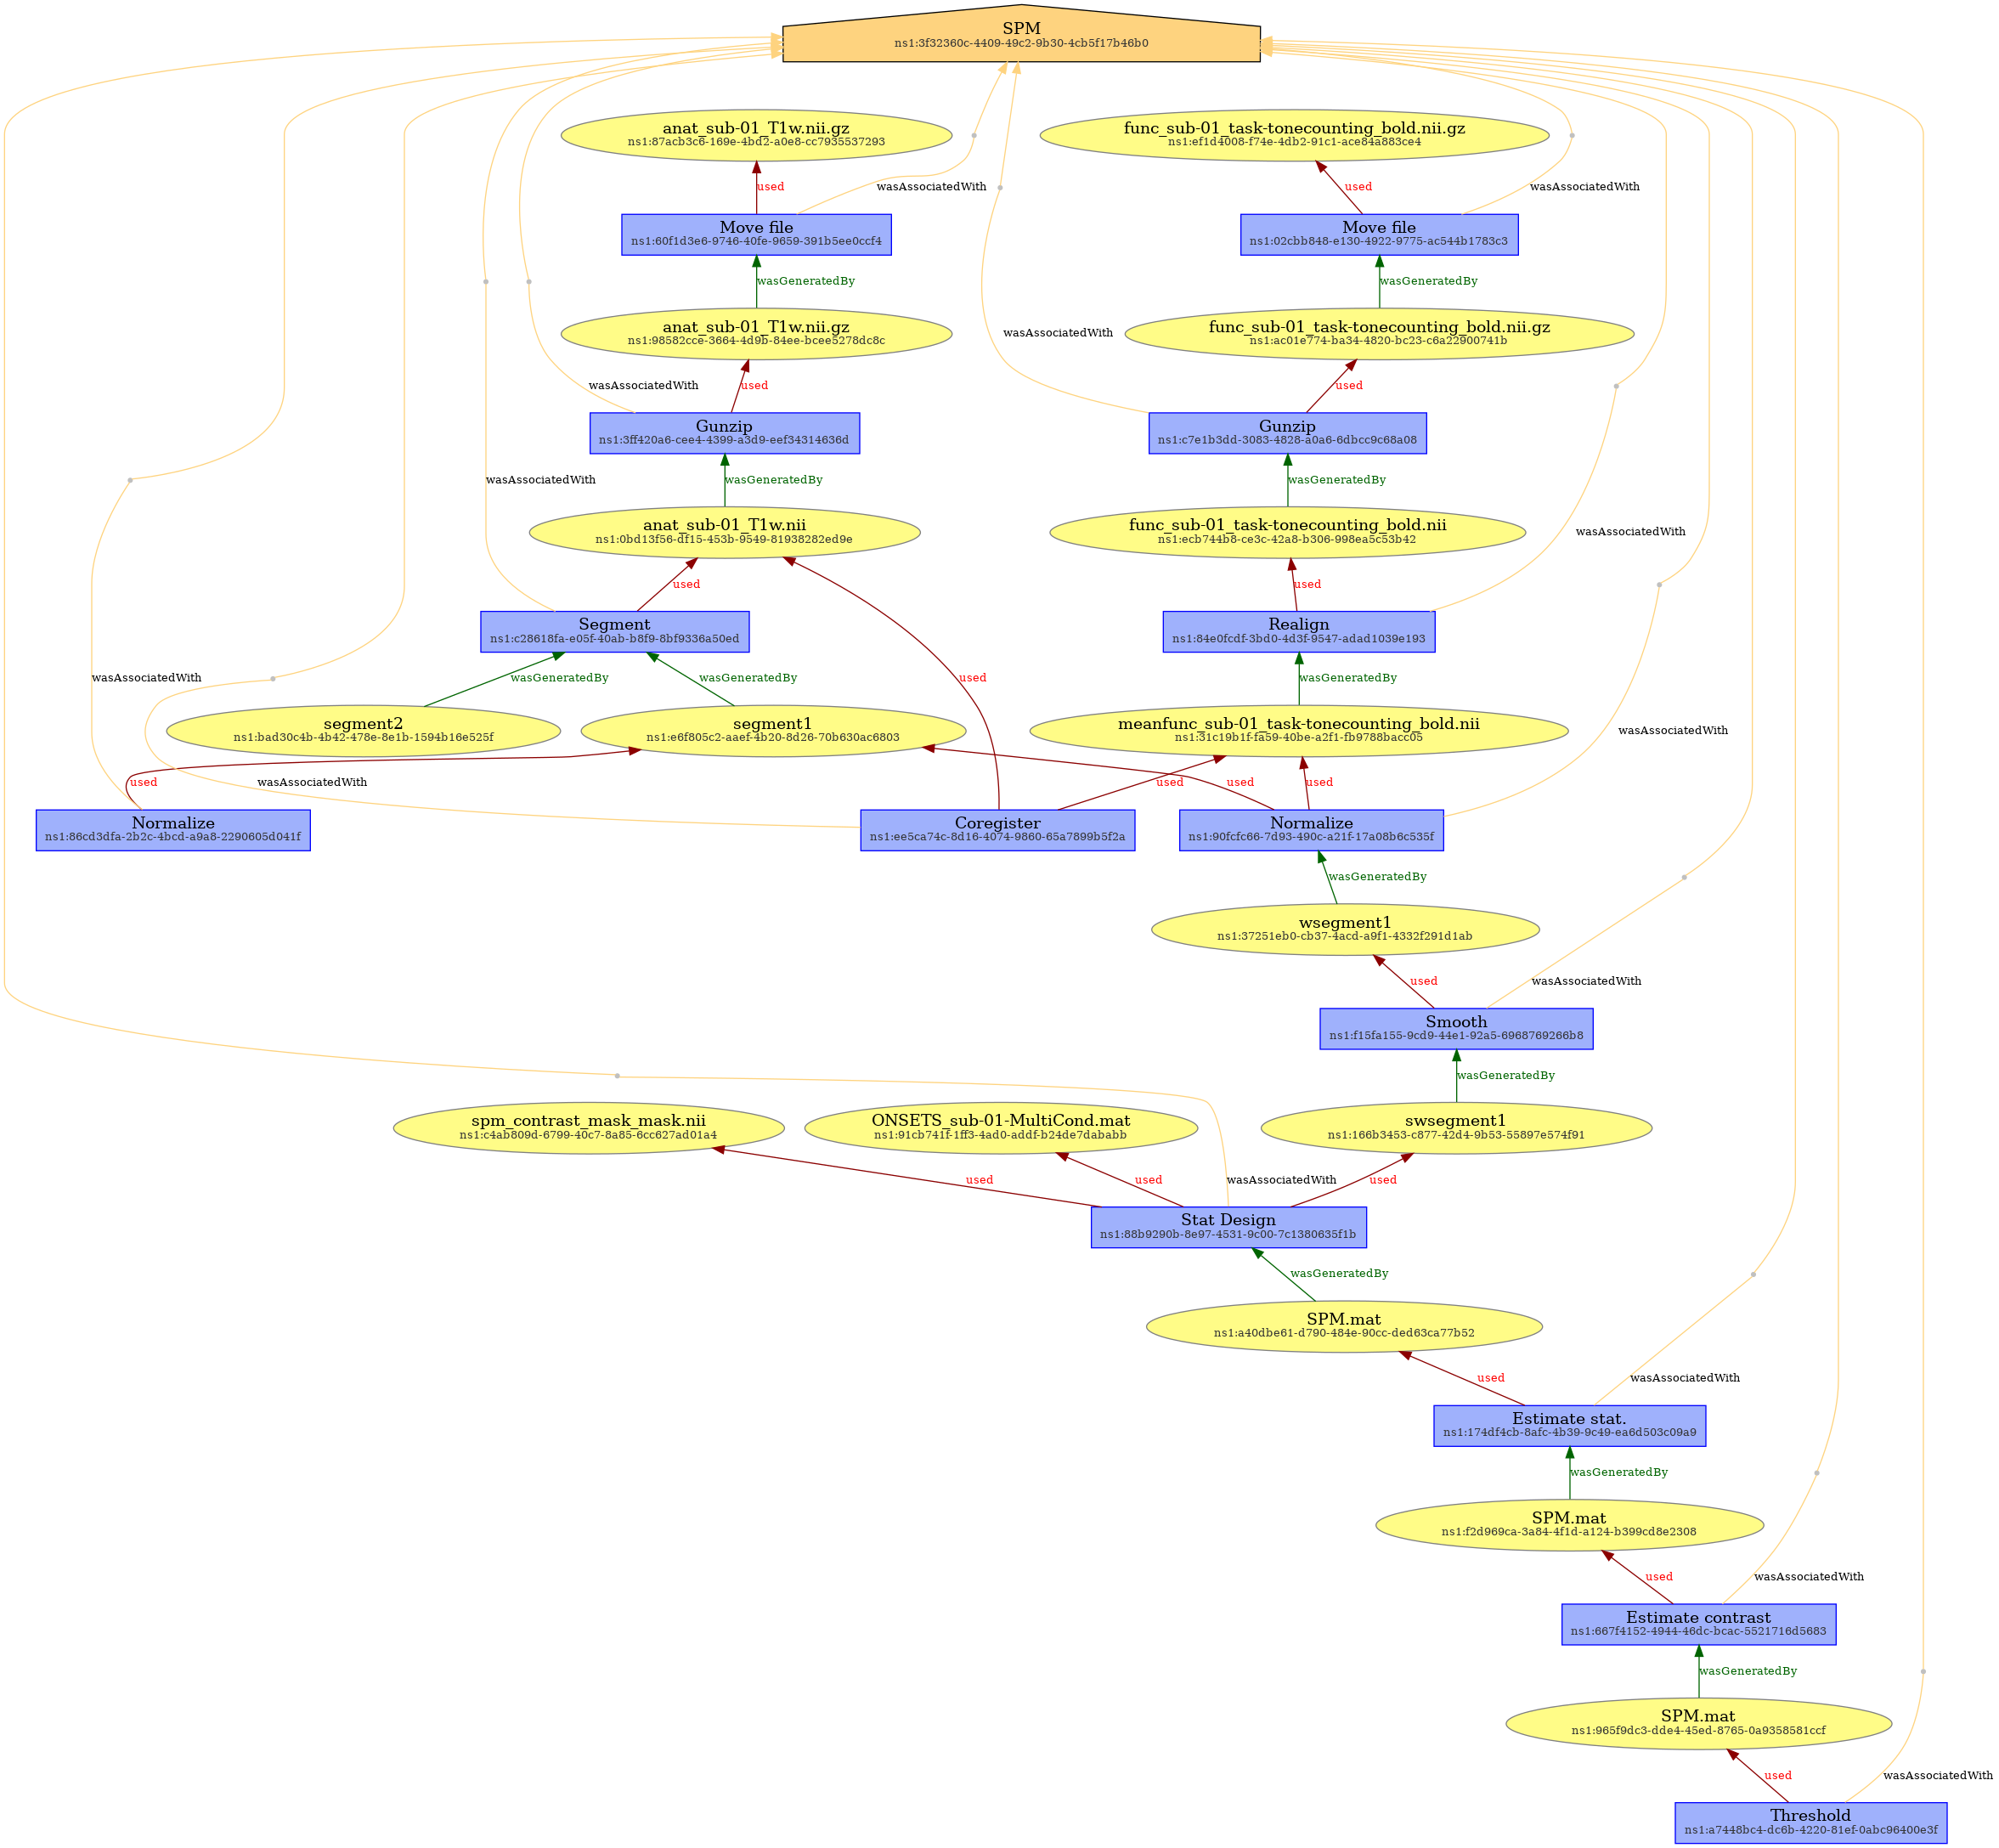 SPM
ns1:3f32360c-4409-49c2-9b30-4cb5f17b46b0
anat_sub-01_T1w.nii.gz
ns1:87acb3c6-169e-4bd2-a0e8-cc7935537293
func_sub-01_task-tonecounting_bold.nii.gz
ns1:ef1d4008-f74e-4db2-91c1-ace84a883ce4
used
wasAssociatedWith
used
wasAssociatedWith
Move file
ns1:60f1d3e6-9746-40fe-9659-391b5ee0ccf4
Move file
ns1:02cbb848-e130-4922-9775-ac544b1783c3
wasGeneratedBy
wasGeneratedBy
anat_sub-01_T1w.nii.gz
ns1:98582cce-3664-4d9b-84ee-bcee5278dc8c
wasAssociatedWith
func_sub-01_task-tonecounting_bold.nii.gz
ns1:ac01e774-ba34-4820-bc23-c6a22900741b
wasAssociatedWith
used
used
Gunzip
ns1:3ff420a6-cee4-4399-a3d9-eef34314636d
Gunzip
ns1:c7e1b3dd-3083-4828-a0a6-6dbcc9c68a08
wasAssociatedWith
wasGeneratedBy
wasGeneratedBy
anat_sub-01_T1w.nii
ns1:0bd13f56-df15-453b-9549-81938282ed9e
func_sub-01_task-tonecounting_bold.nii
ns1:ecb744b8-ce3c-42a8-b306-998ea5c53b42
wasAssociatedWith
used
used
Segment
ns1:c28618fa-e05f-40ab-b8f9-8bf9336a50ed
Realign
ns1:84e0fcdf-3bd0-4d3f-9547-adad1039e193
wasAssociatedWith
wasGeneratedBy
wasGeneratedBy
used
wasGeneratedBy
segment2
ns1:bad30c4b-4b42-478e-8e1b-1594b16e525f
segment1
ns1:e6f805c2-aaef-4b20-8d26-70b630ac6803
meanfunc_sub-01_task-tonecounting_bold.nii
ns1:31c19b1f-fa59-40be-a2f1-fb9788bacc05
wasAssociatedWith
used
wasAssociatedWith
used
used
used
Normalize
ns1:86cd3dfa-2b2c-4bcd-a9a8-2290605d041f
Coregister
ns1:ee5ca74c-8d16-4074-9860-65a7899b5f2a
Normalize
ns1:90fcfc66-7d93-490c-a21f-17a08b6c535f
wasGeneratedBy
wsegment1
ns1:37251eb0-cb37-4acd-a9f1-4332f291d1ab
used
wasAssociatedWith
Smooth
ns1:f15fa155-9cd9-44e1-92a5-6968769266b8
wasGeneratedBy
spm_contrast_mask_mask.nii
ns1:c4ab809d-6799-40c7-8a85-6cc627ad01a4
ONSETS_sub-01-MultiCond.mat
ns1:91cb741f-1ff3-4ad0-addf-b24de7dababb
swsegment1
ns1:166b3453-c877-42d4-9b53-55897e574f91
used
used
wasAssociatedWith
used
Stat Design
ns1:88b9290b-8e97-4531-9c00-7c1380635f1b
wasGeneratedBy
SPM.mat
ns1:a40dbe61-d790-484e-90cc-ded63ca77b52
used
wasAssociatedWith
Estimate stat.
ns1:174df4cb-8afc-4b39-9c49-ea6d503c09a9
wasGeneratedBy
SPM.mat
ns1:f2d969ca-3a84-4f1d-a124-b399cd8e2308
used
wasAssociatedWith
Estimate contrast
ns1:667f4152-4944-46dc-bcac-5521716d5683
wasGeneratedBy
SPM.mat
ns1:965f9dc3-dde4-45ed-8765-0a9358581ccf
used
wasAssociatedWith
Threshold
ns1:a7448bc4-dc6b-4220-81ef-0abc96400e3f